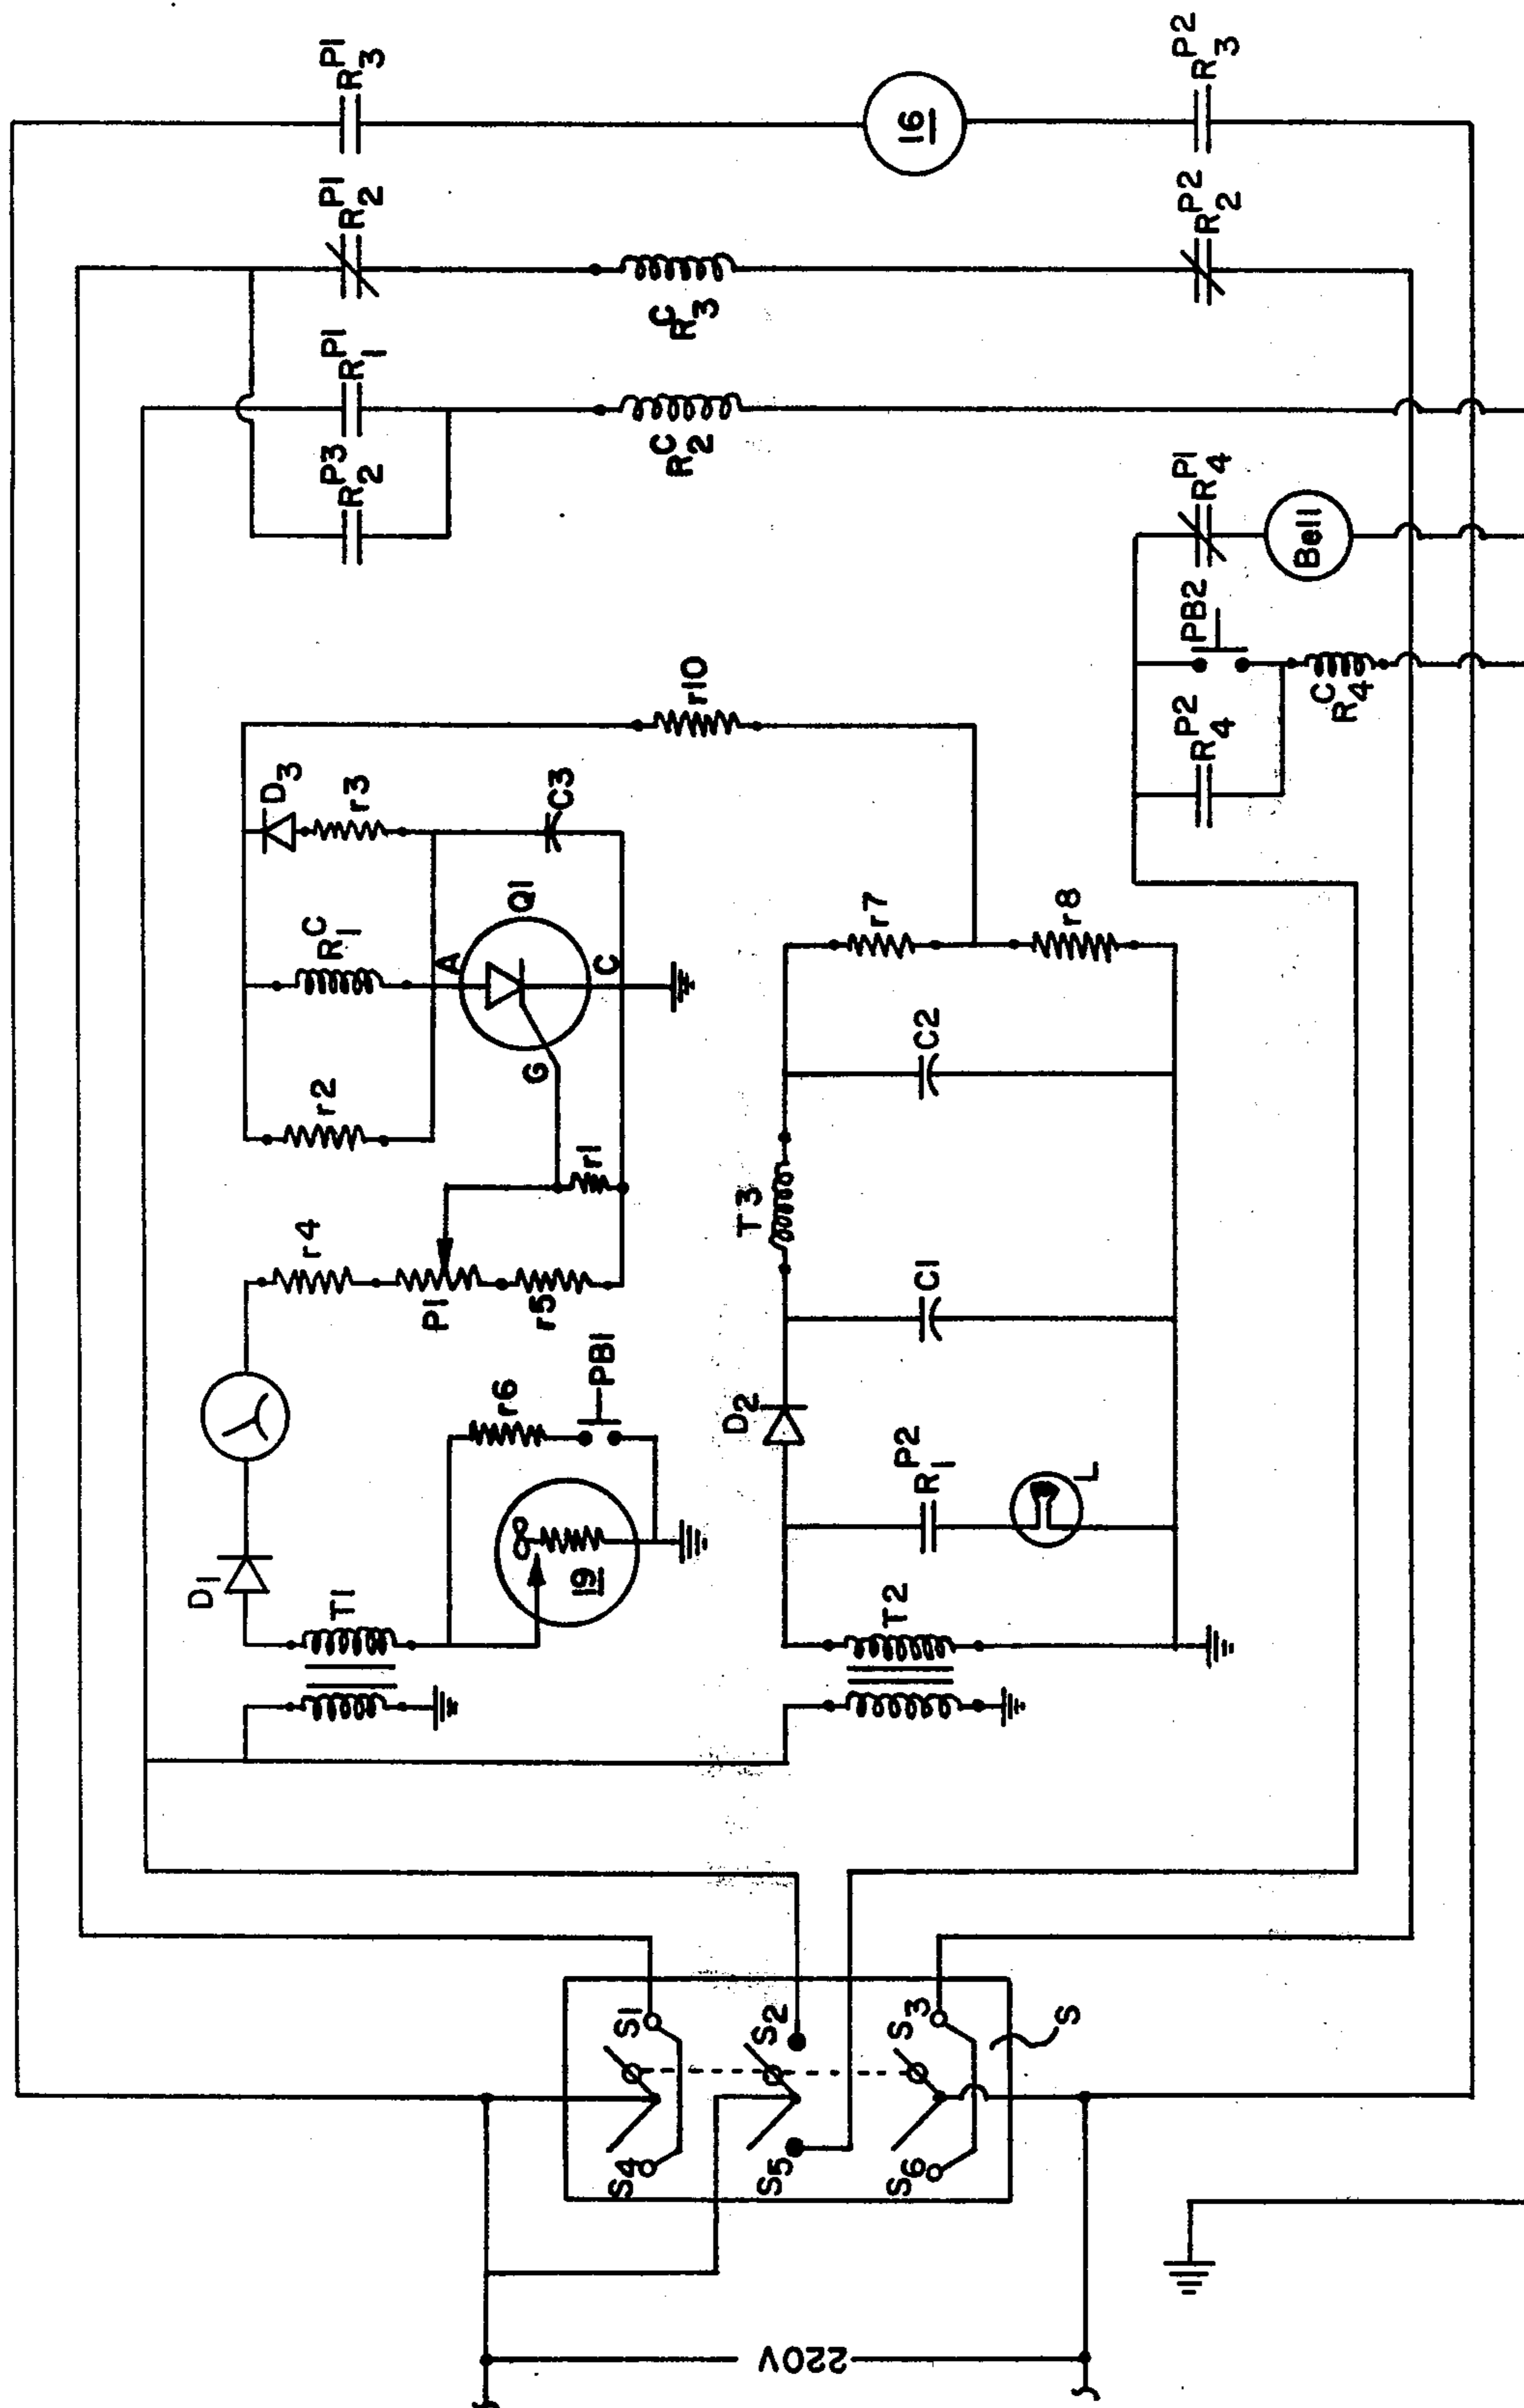 R₃P1
R₂P1
R₁P1
R₂P3
16
R₃P2
R₂P2
R₃C
R₂C
R₄P1
Bell
PB2
R₄C
R₄P2
r10
D₃
r3
C3
R₁C
Q1
A
C
G
r2
r1
r4
P1
r5
r7
r8
C2
T3
C1
D₂
R₁P2
L
r6
PB1
19
D₁
T1
T2
S1
S2
S3
S
S4
S5
S6
220V